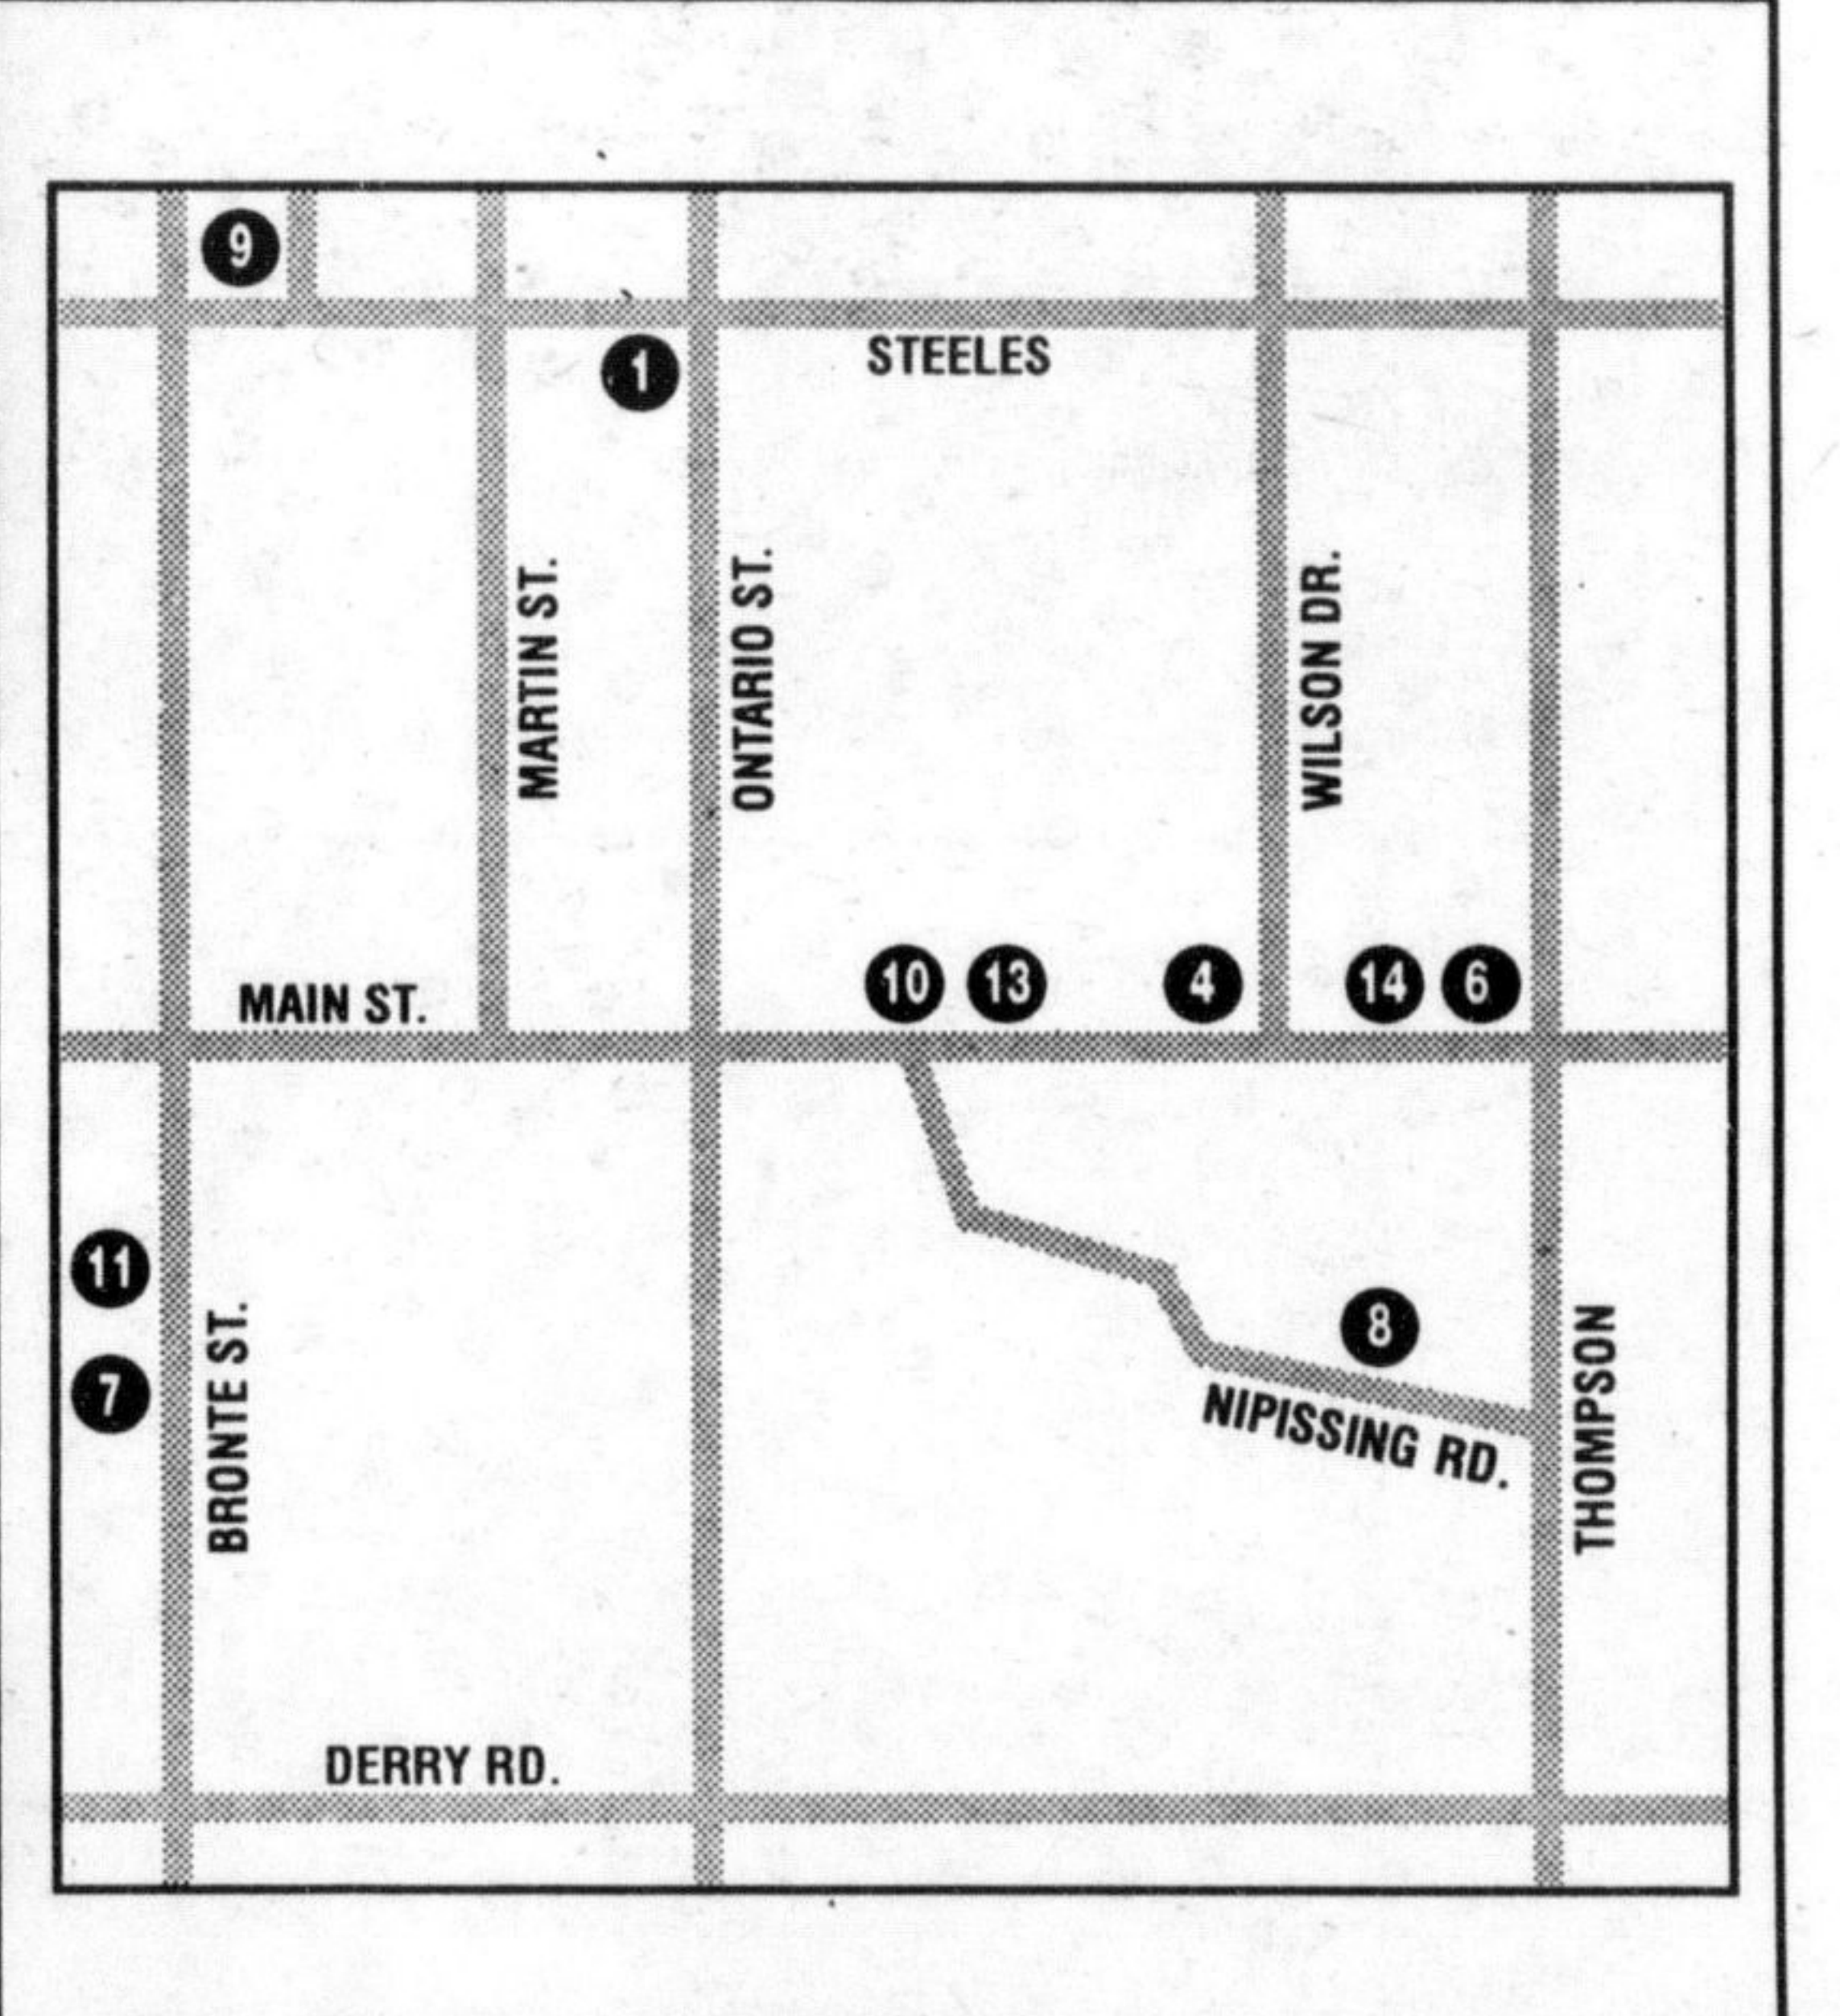 9
1
STEELES
MARTIN ST.
ONTARIO ST.
WILSON DR.
10 13 4 14 6
MAIN ST.
11
7
BRONTE ST.
8
NIPISSING RD.
THOMPSON
DERRY RD.